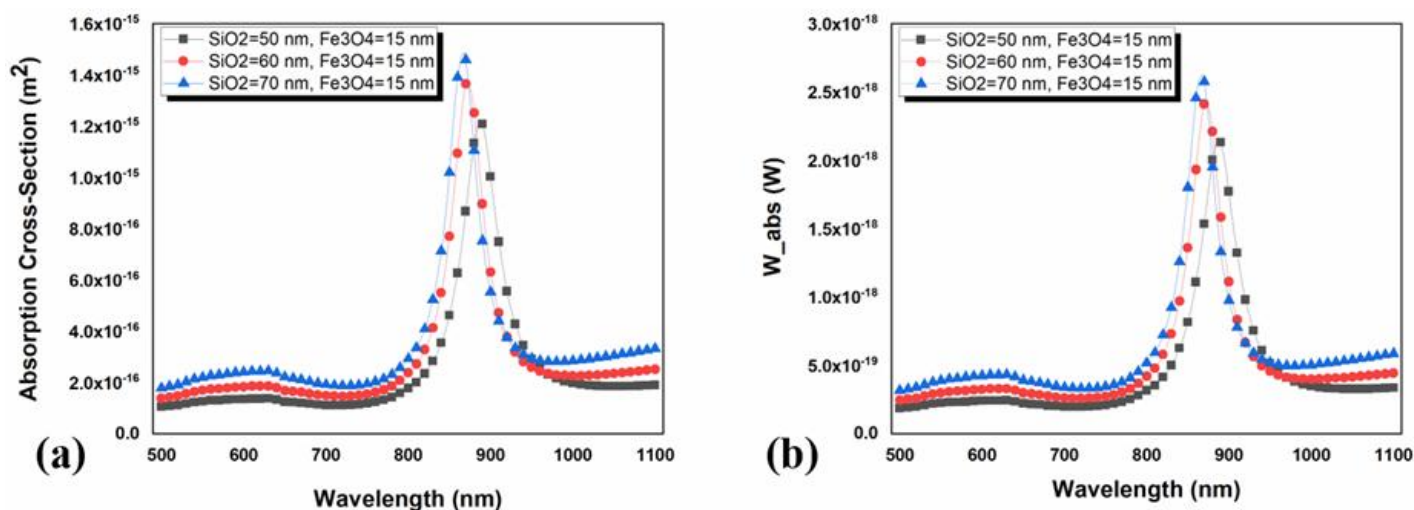 1.6x10⁻¹⁵
1.4x10⁻¹⁵
1.2x10⁻¹⁵
1.0x10⁻¹⁵
8.0x10⁻¹⁶
6.0x10⁻¹⁶
4.0x10⁻¹⁶
2.0x10⁻¹⁶
0.0
Absorption Cross-Section (m²)
SiO2=50 nm, Fe3O4=15 nm
SiO2=60 nm, Fe3O4=15 nm
SiO2=70 nm, Fe3O4=15 nm
500 600 700 800 900 1000 1100
Wavelength (nm)
(a)
3.0x10⁻¹⁸
2.5x10⁻¹⁸
2.0x10⁻¹⁸
1.5x10⁻¹⁸
1.0x10⁻¹⁸
5.0x10⁻¹⁹
0.0
W_abs (W)
SiO2=50 nm, Fe3O4=15 nm
SiO2=60 nm, Fe3O4=15 nm
SiO2=70 nm, Fe3O4=15 nm
500 600 700 800 900 1000 1100
Wavelength (nm)
(b)